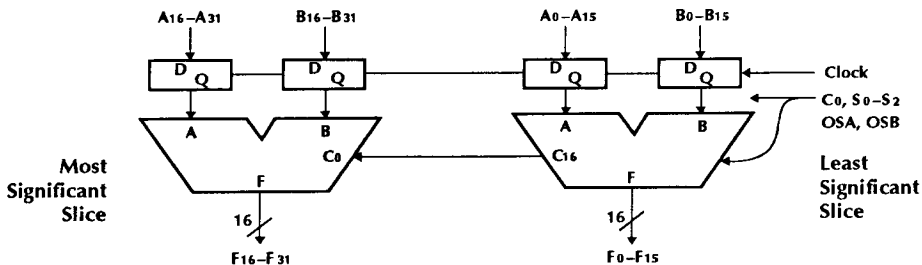 A16–A31 B16–B31 A0–A15 B0–B15
D Q D Q D Q D Q
Clock
C0, S0–S2
OSA, OSB
A B A B
C0 C16
Most
Significant
Slice
Least
Significant
Slice
F F
16 16
F16–F31 F0–F15